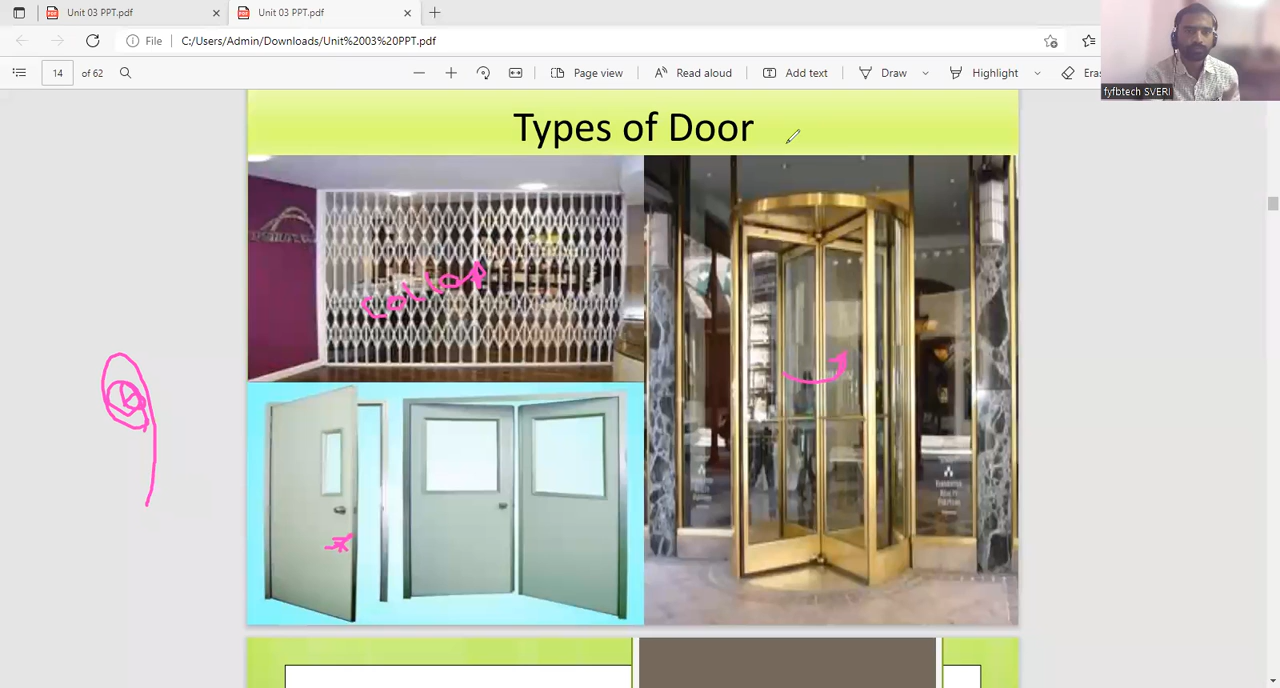 Unit 03 PPT.pdf
Unit 03 PPT.pdf
File
C:/Users/Admin/Downloads/Unit%2003%20PPT.pdf
14
of 62
Page view
Read aloud
Add text
Draw
Highlight
Eras
fyfbtech SVERI
Types of Door
Collap